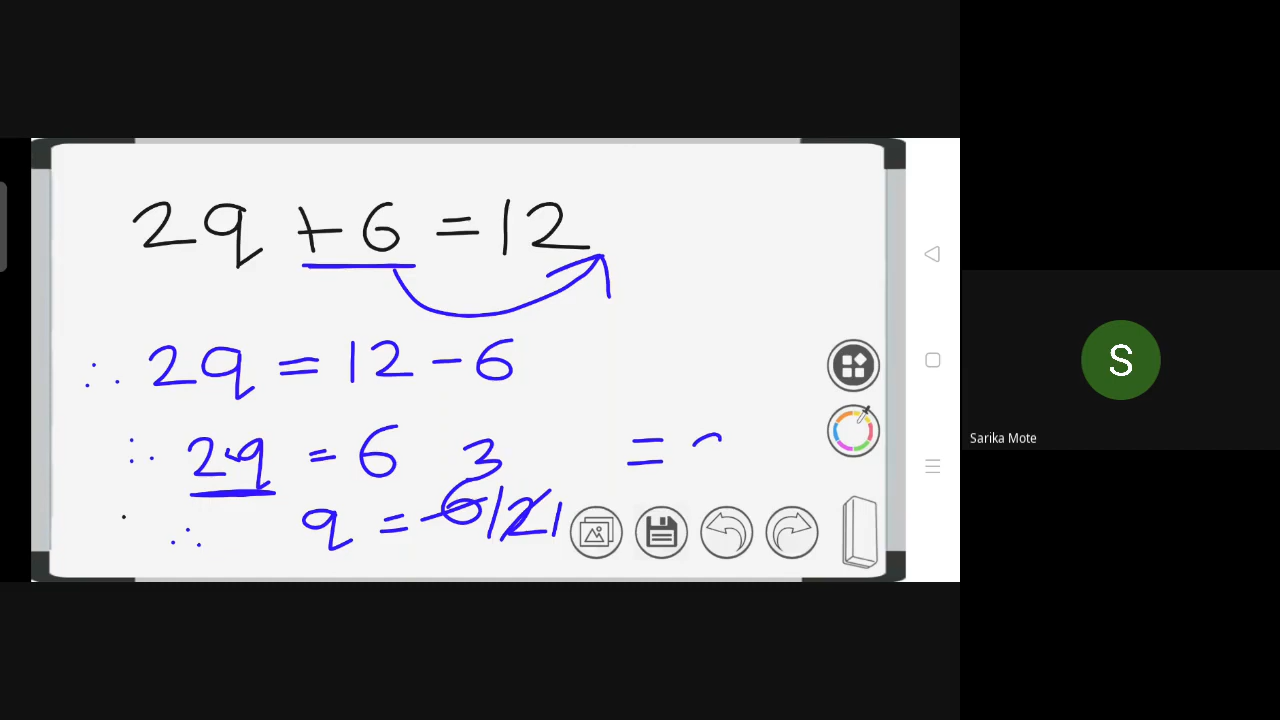 2q + 6 = 12
∴ 2q = 12 - 6
∴ 2q = 6
∴ q = 6/2 3 1 =
S
Sarika Mote